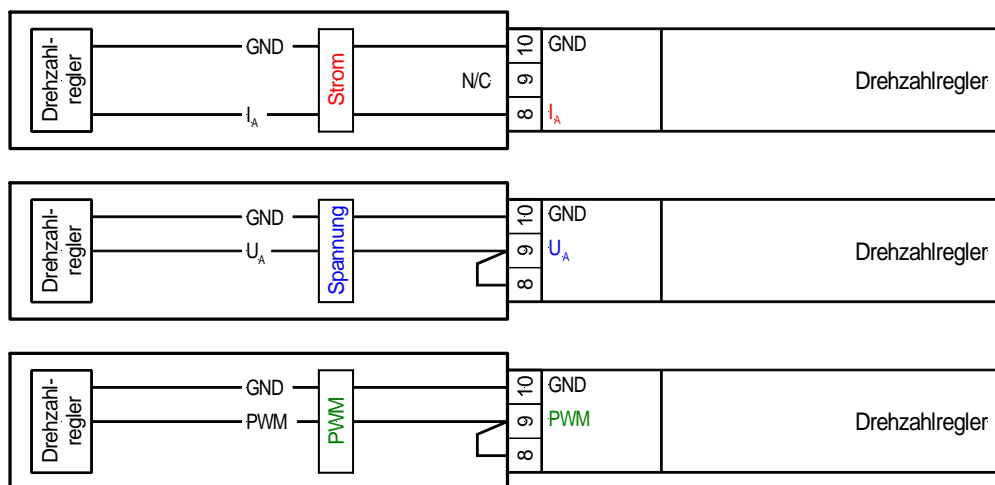 Drehzahl-
regler
GND
I_A
Strom
N/C
10
9
8
GND
I_A
Drehzahlregler
Drehzahl-
regler
GND
U_A
Spannung
10
9
8
GND
U_A
Drehzahlregler
Drehzahl-
regler
GND
PWM
PWM
10
9
8
GND
PWM
Drehzahlregler